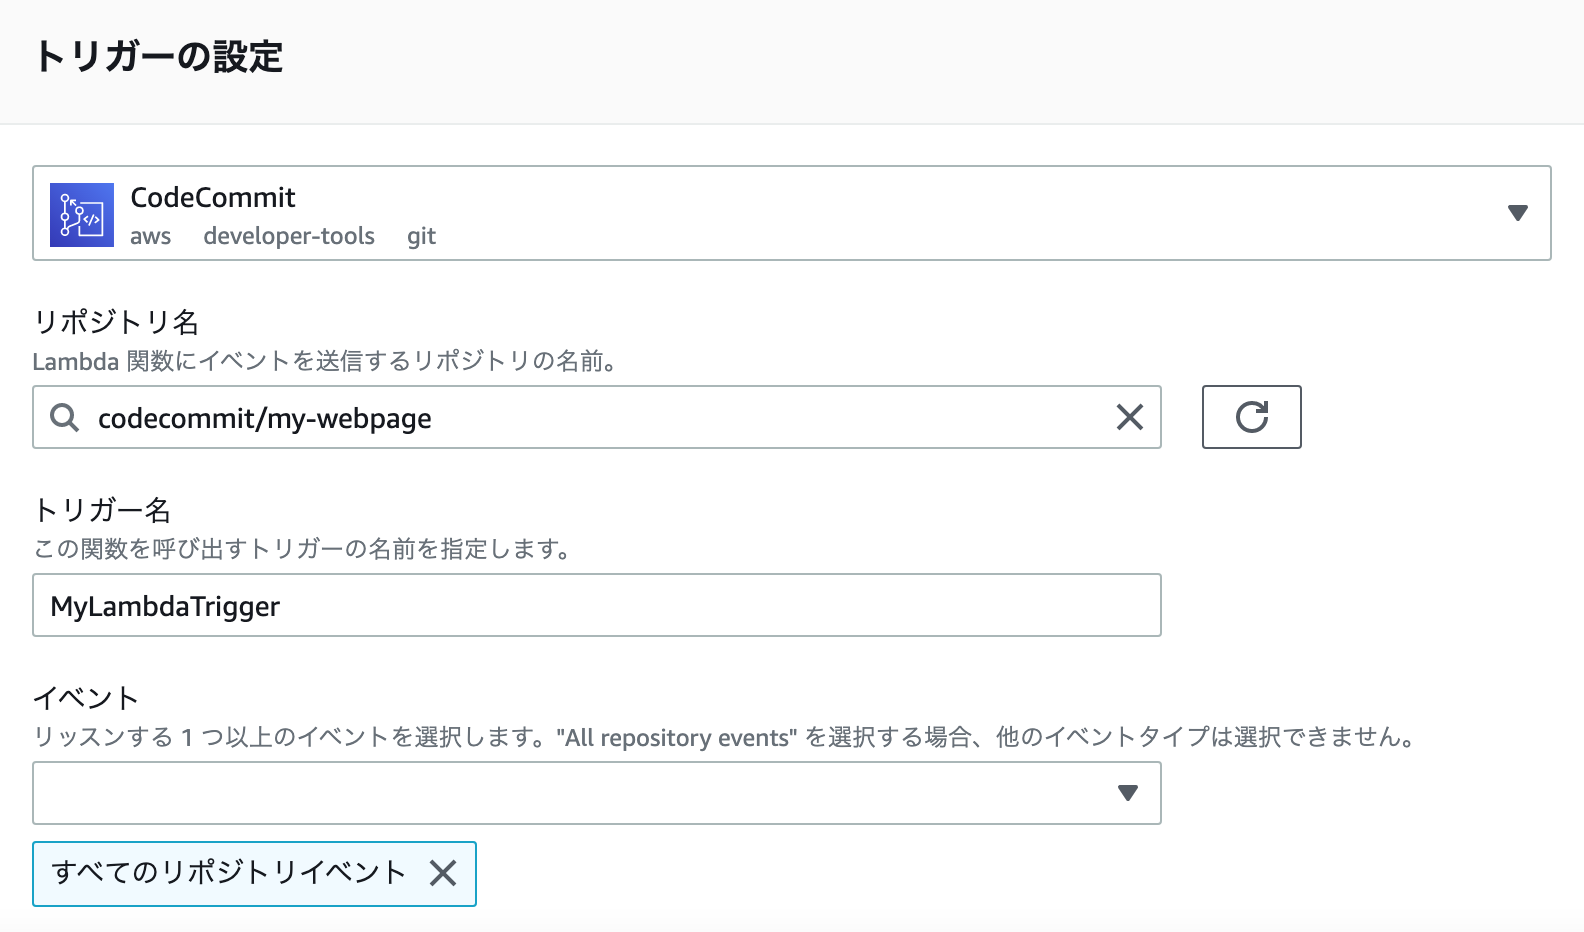 トリガーの設定
CodeCommit
aws developer-tools git
リポジトリ名
Lambda 関数にイベントを送信するリポジトリの名前。
codecommit/my-webpage
トリガー名
この関数を呼び出すトリガーの名前を指定します。
MyLambdaTrigger
イベント
リッスンする 1 つ以上のイベントを選択します。"All repository events" を選択する場合、他のイベントタイプは選択できません。
すべてのリポジトリイベント